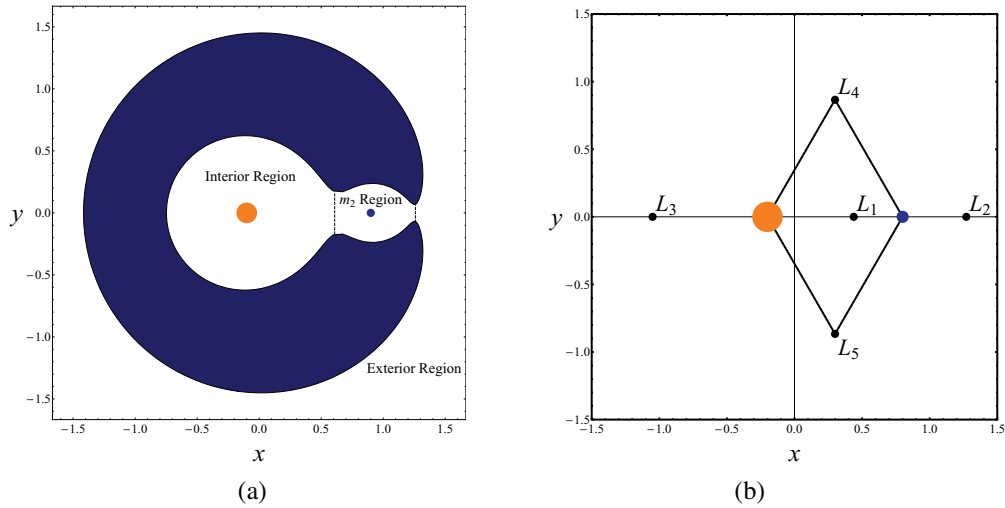 1.5
1.0
0.5
0.0
−0.5
−1.0
−1.5
y
Interior Region
m₂ Region
Exterior Region
−1.5 −1.0 −0.5 0.0 0.5 1.0 1.5
x
(a)
1.5
1.0
0.5
0.0
−0.5
−1.0
−1.5
y
L₄
L₃ L₁ L₂
L₅
−1.5 −1.0 −0.5 0.0 0.5 1.0 1.5
x
(b)